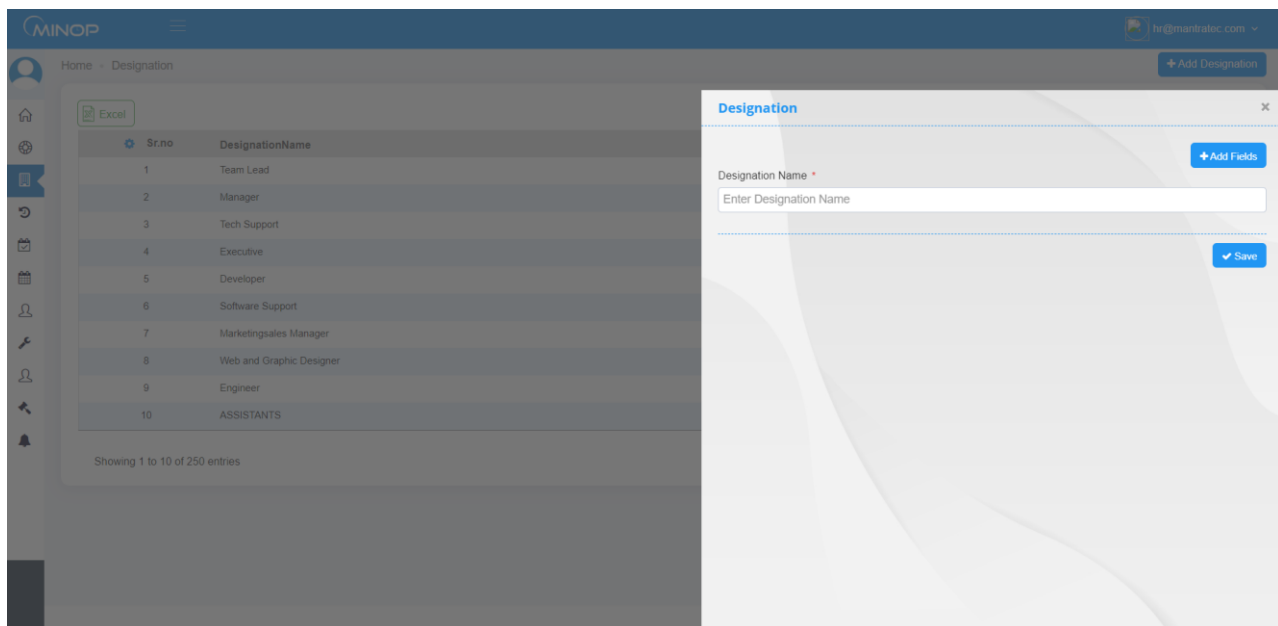 MINOP
hr@mantratec.com
Home - Designation
+ Add Designation
Excel
Sr.no DesignationName
1 Team Lead
2 Manager
3 Tech Support
4 Executive
5 Developer
6 Software Support
7 Marketingsales Manager
8 Web and Graphic Designer
9 Engineer
10 ASSISTANTS
Showing 1 to 10 of 250 entries
Designation ×
+ Add Fields
Designation Name *
Enter Designation Name
Save